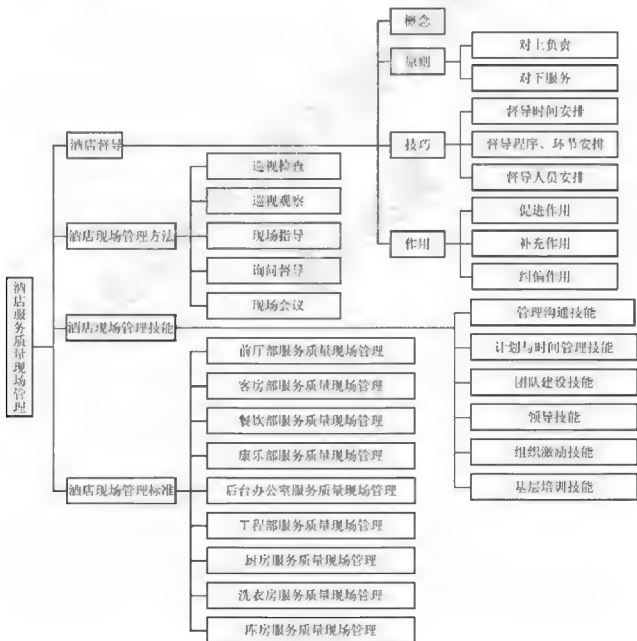 酒店服务质量现场管理
酒店督导
概念
原则
对上负责
对下服务
技巧
督导时间安排
督导程序、环节安排
督导人员安排
作用
促进作用
补充作用
纠偏作用
酒店现场管理方法
巡视检查
巡视观察
现场指导
询问督导
现场会议
酒店现场管理技能
管理沟通技能
计划与时间管理技能
团队建设技能
领导技能
组织激励技能
基层培训技能
酒店现场管理标准
前厅部服务质量现场管理
客房部服务质量现场管理
餐饮部服务质量现场管理
康乐部服务质量现场管理
后台办公室服务质量现场管理
工程部服务质量现场管理
厨房服务质量现场管理
洗衣房服务质量现场管理
库房服务质量现场管理